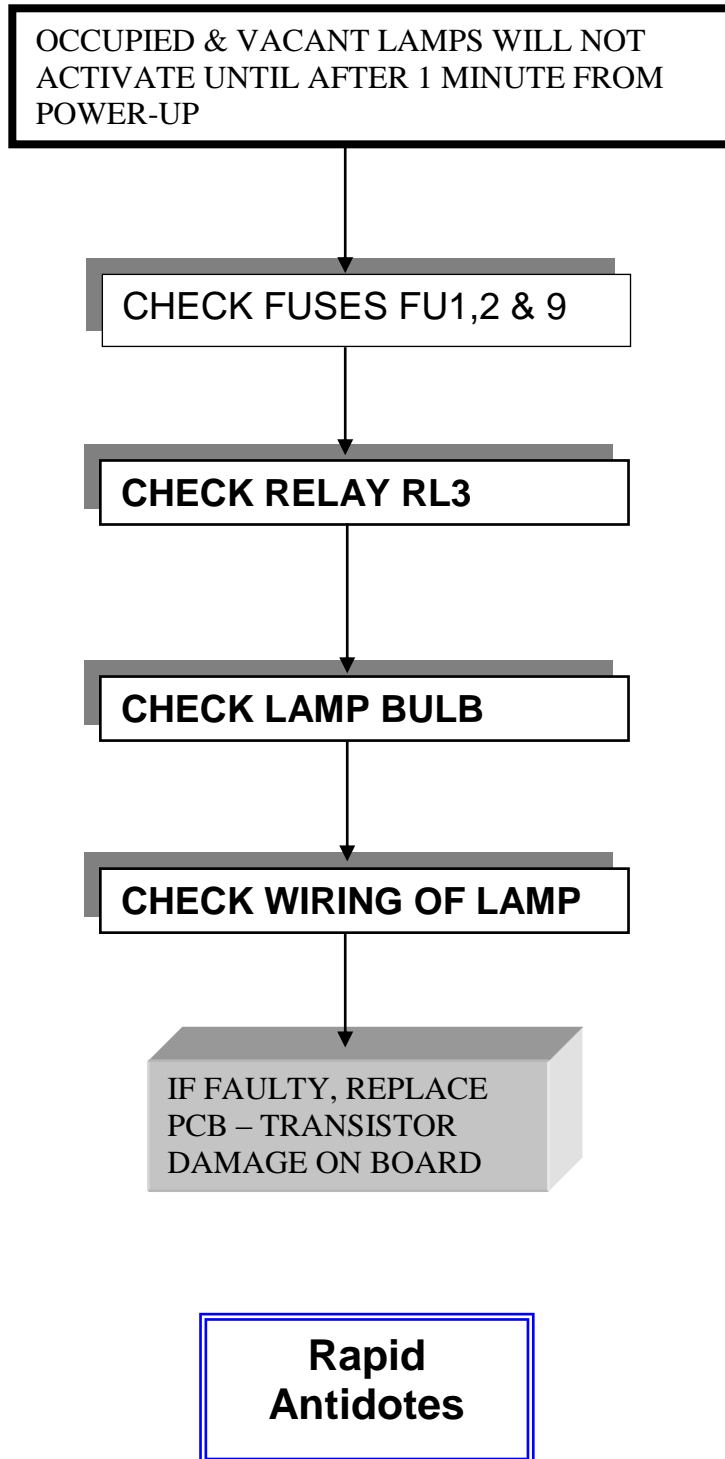 OCCUPIED & VACANT LAMPS WILL NOT
ACTIVATE UNTIL AFTER 1 MINUTE FROM
POWER-UP
CHECK FUSES FU1,2 & 9
CHECK RELAY RL3
CHECK LAMP BULB
CHECK WIRING OF LAMP
IF FAULTY, REPLACE
PCB – TRANSISTOR
DAMAGE ON BOARD
Rapid
Antidotes